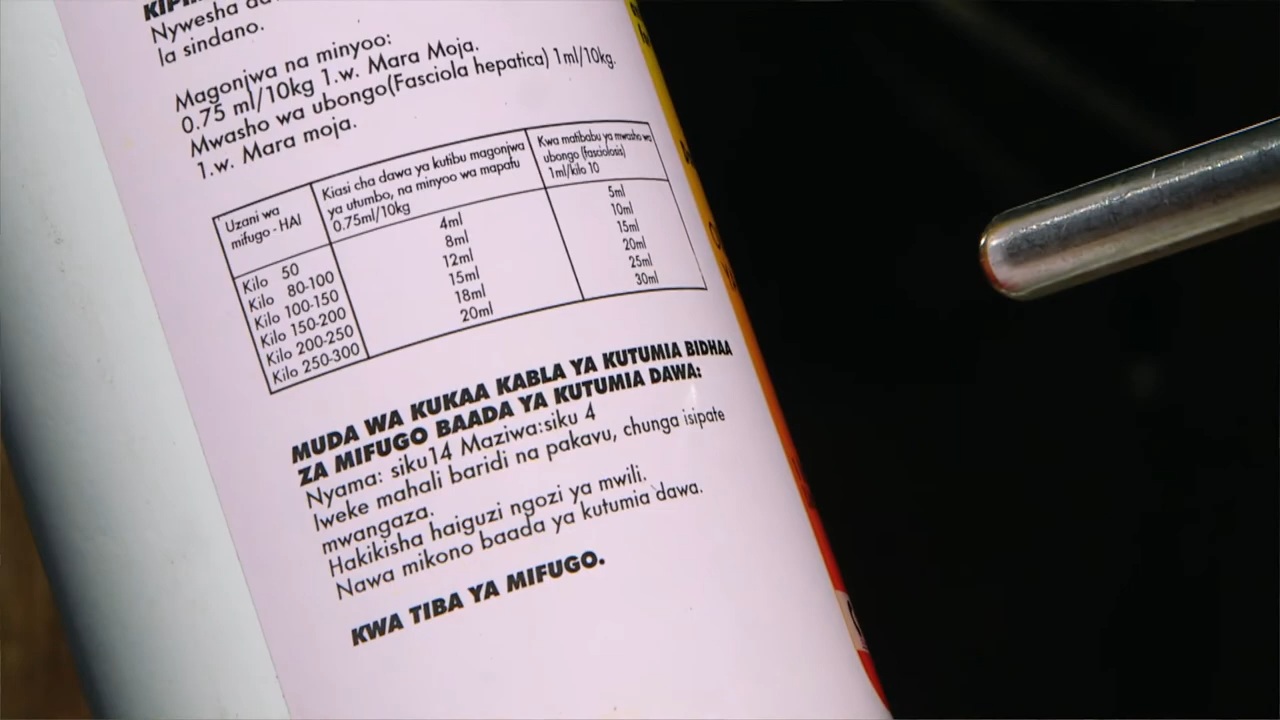 Nywesha
la sindano.
Magonjwa na minyoo:
0.75 ml/10kg 1.w. Mara Moja.
Mwasho wa ubongo(Fasciola hepatica) 1ml/10kg.
1.w. Mara moja.
Uzani wa
mifugo - HAI
Kiasi cha dawa ya kutibu magonjwa
ya utumbo, na minyoo wa mapafu
0.75ml/10kg
Kwa matibabu ya mwasho wa
ubongo (fasciolosis)
1ml/kilo 10
Kilo 50 4ml 5ml
Kilo 80-100 8ml 10ml
Kilo 100-150 12ml 15ml
Kilo 150-200 15ml 20ml
Kilo 200-250 18ml 25ml
Kilo 250-300 20ml 30ml
MUDA WA KUKAA KABLA YA KUTUMIA BIDHAA
ZA MIFUGO BAADA YA KUTUMIA DAWA:
Nyama: siku14 Maziwa:siku 4
Iweke mahali baridi na pakavu, chunga isipate
mwangaza.
Hakikisha haiguzi ngozi ya mwili.
Nawa mikono baada ya kutumia dawa.
KWA TIBA YA MIFUGO.